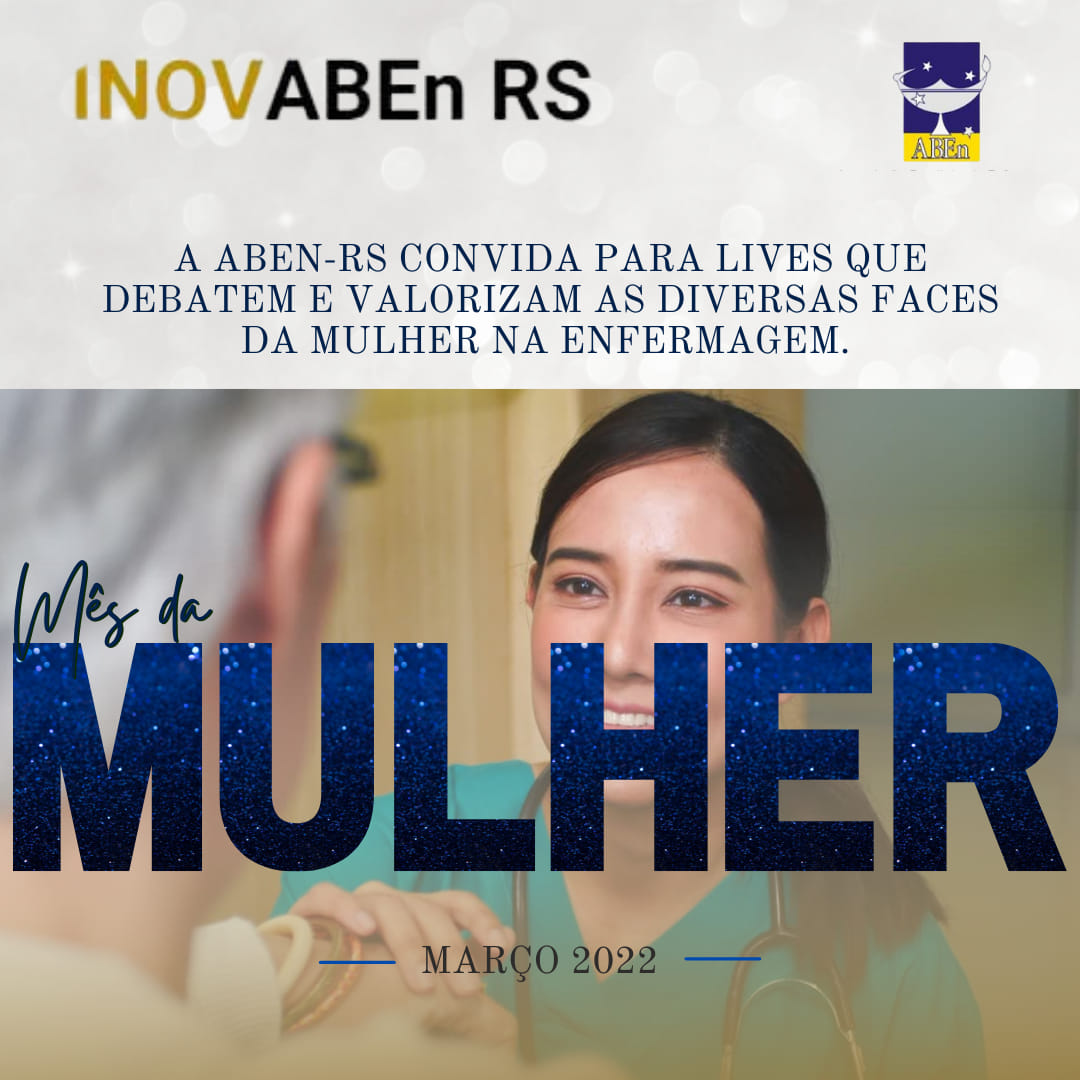 INOVABEn RS
ABEn
A ABEN-RS CONVIDA PARA LIVES QUE
DEBATEM E VALORIZAM AS DIVERSAS FACES
DA MULHER NA ENFERMAGEM.
Mês da
MULHER
MARÇO 2022